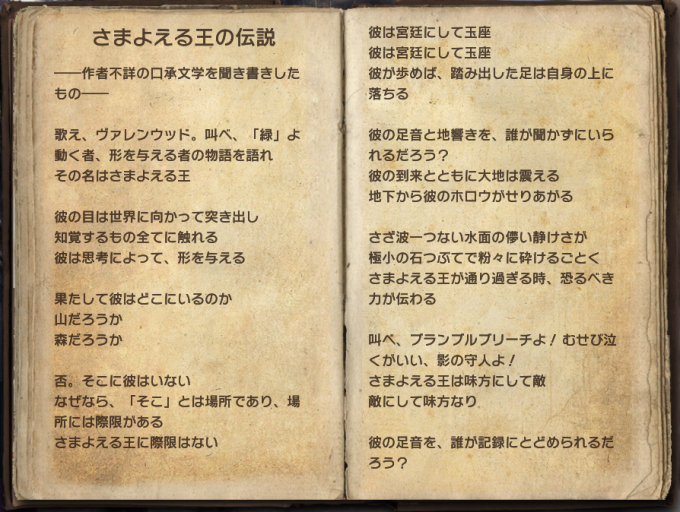 さまよえる王の伝説
――作者不詳の口承文学を聞き書きした
もの――
歌え、ヴァレンウッド。叫べ、「緑」よ
動く者、形を与える者の物語を語れ
その名はさまよえる王
彼の目は世界に向かって突き出し
知覚するもの全てに触れる
彼は思考によって、形を与える
果たして彼はどこにいるのか
山だろうか
森だろうか
否。そこに彼はいない
なぜなら、「そこ」とは場所であり、場
所には際限がある
さまよえる王に際限はない
彼は宮廷にして玉座
彼は宮廷にして玉座
彼が歩めば、踏み出した足は自身の上に
落ちる
彼の足音と地響きを、誰が聞かずにいら
れるだろう？
彼の到来とともに大地は震える
地下から彼のホロウがせりあがる
さざ波一つない水面の儚い静けさが
極小の石つぶてで粉々に砕けるごとく
さまよえる王が通り過ぎる時、恐るべき
力が伝わる
叫べ、ブランブルブリーチよ！むせび泣
くがいい、影の守人よ！
さまよえる王は味方にして敵
敵にして味方なり
彼の足音を、誰が記録にとどめられるだ
ろう？